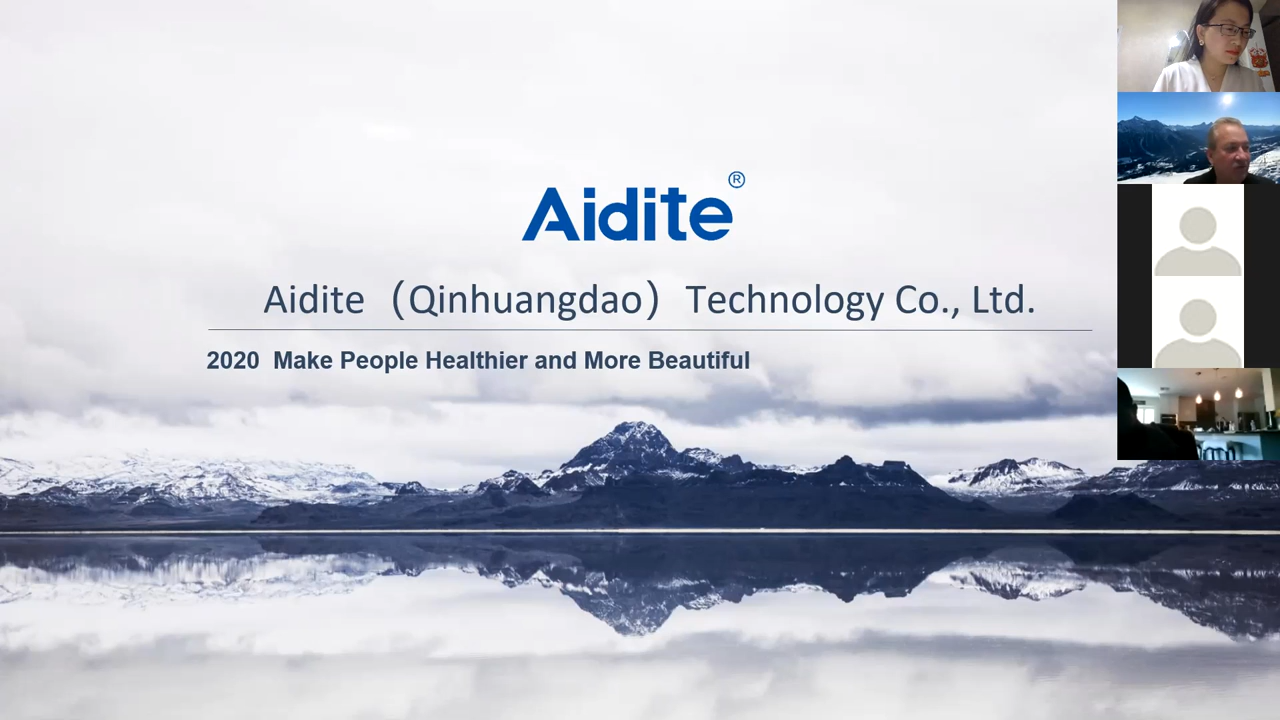 Aidite®
Aidite（Qinhuangdao）Technology Co., Ltd.
2020 Make People Healthier and More Beautiful